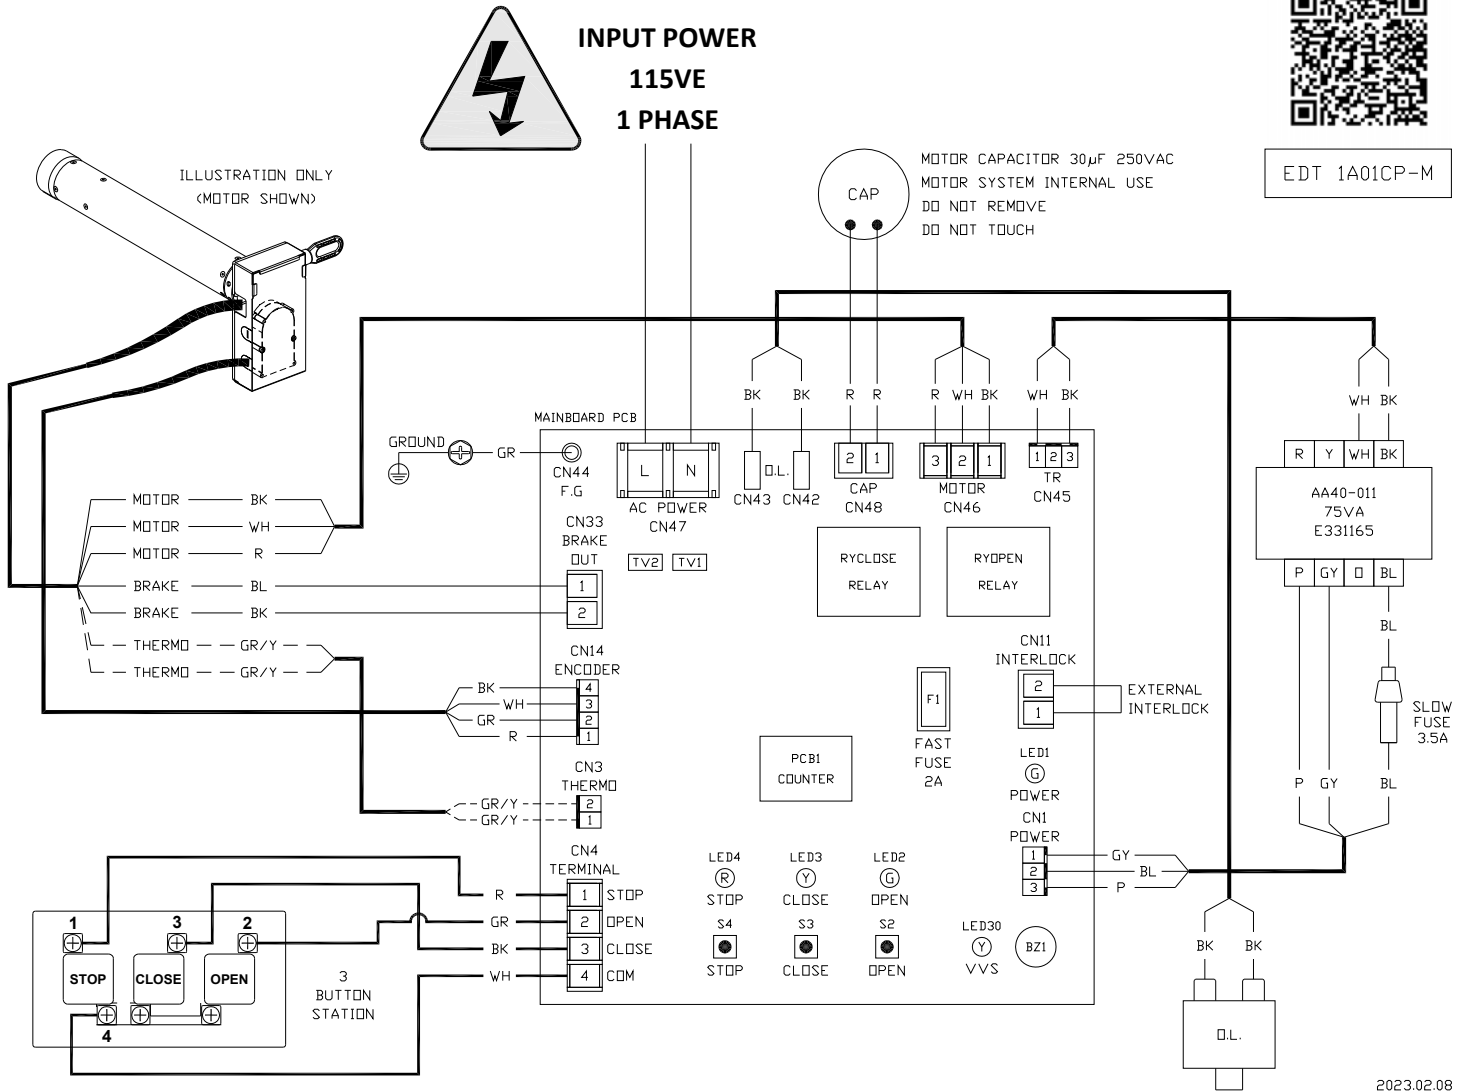 INPUT POWER
115VE
1 PHASE
EDT 1A01CP-M
ILLUSTRATION ONLY
(MOTOR SHOWN)
CAP
MOTOR CAPACITOR 30µF 250VAC
MOTOR SYSTEM INTERNAL USE
DO NOT REMOVE
DO NOT TOUCH
BK BK R R R WH BK WH BK
WH BK
MAINBOARD PCB
GROUND GR
CN44
F.G
L N
AC POWER
CN47
O.L.
CN43 CN42
2 1
CAP
CN48
3 2 1
MOTOR
CN46
1 2 3
TR
CN45
R Y WH BK
AA40-011
75VA
E331165
P GY O BL
MOTOR BK
MOTOR WH
MOTOR R
BRAKE BL
BRAKE BK
THERMO GR/Y
THERMO GR/Y
CN33
BRAKE
OUT
1
2
TV2 TV1
RYCLOSE
RELAY
RYOPEN
RELAY
BL
CN14
ENCODER
BK 4
WH 3
GR 2
R 1
CN11
INTERLOCK
2
1
EXTERNAL
INTERLOCK
F1
FAST
FUSE
2A
SLOW
FUSE
3.5A
PCB1
COUNTER
LED1
G
POWER
P GY BL
CN3
THERMO
GR/Y 2
GR/Y 1
CN1
POWER
1 GY
2 BL
3 P
CN4
TERMINAL
R 1 STOP
GR 2 OPEN
BK 3 CLOSE
WH 4 COM
LED4
R
STOP
LED3
Y
CLOSE
LED2
G
OPEN
S4
STOP
S3
CLOSE
S2
OPEN
LED30
Y
VVS
BZ1
BK BK
O.L.
1 3 2
STOP CLOSE OPEN
4
3
BUTTON
STATION
2023.02.08